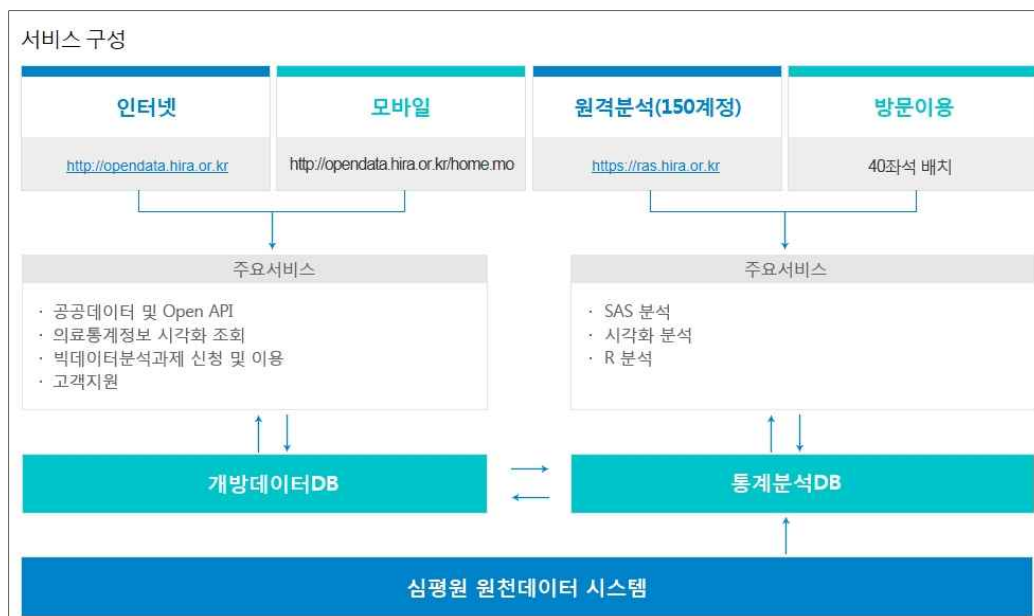 서비스 구성
인터넷
모바일
원격분석(150계정)
방문이용
http://opendata.hira.or.kr
http://opendata.hira.or.kr/home.mo
https://ras.hira.or.kr
40좌석 배치
주요서비스
· 공공데이터 및 Open API
· 의료통계정보 시각화 조회
· 빅데이터분석과제 신청 및 이용
· 고객지원
주요서비스
· SAS 분석
· 시각화 분석
· R 분석
개방데이터DB
통계분석DB
심평원 원천데이터 시스템